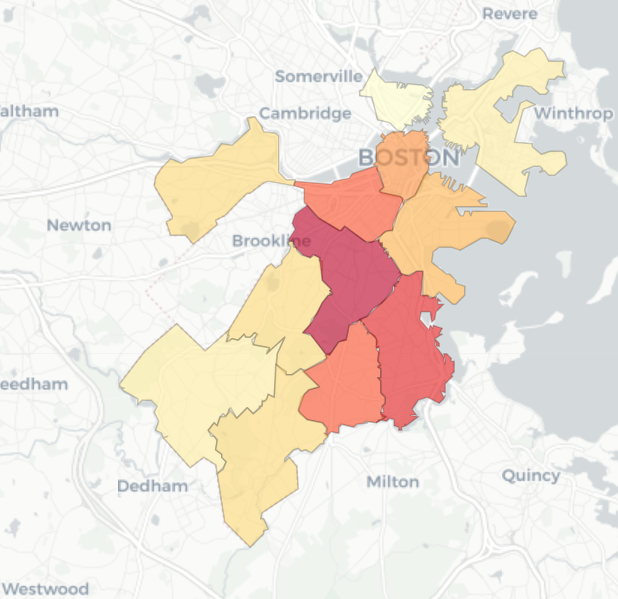 Revere
Somerville
altham
Cambridge
Winthrop
BOSTON
Newton
Brookline
eedham
Dedham
Milton
Quincy
Westwood